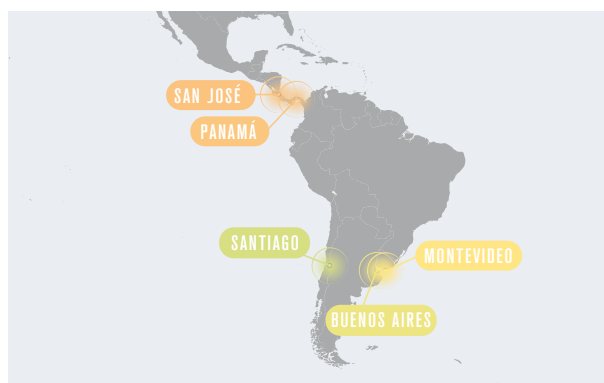 SAN JOSÉ
PANAMÁ
SANTIAGO
MONTEVIDEO
BUENOS AIRES